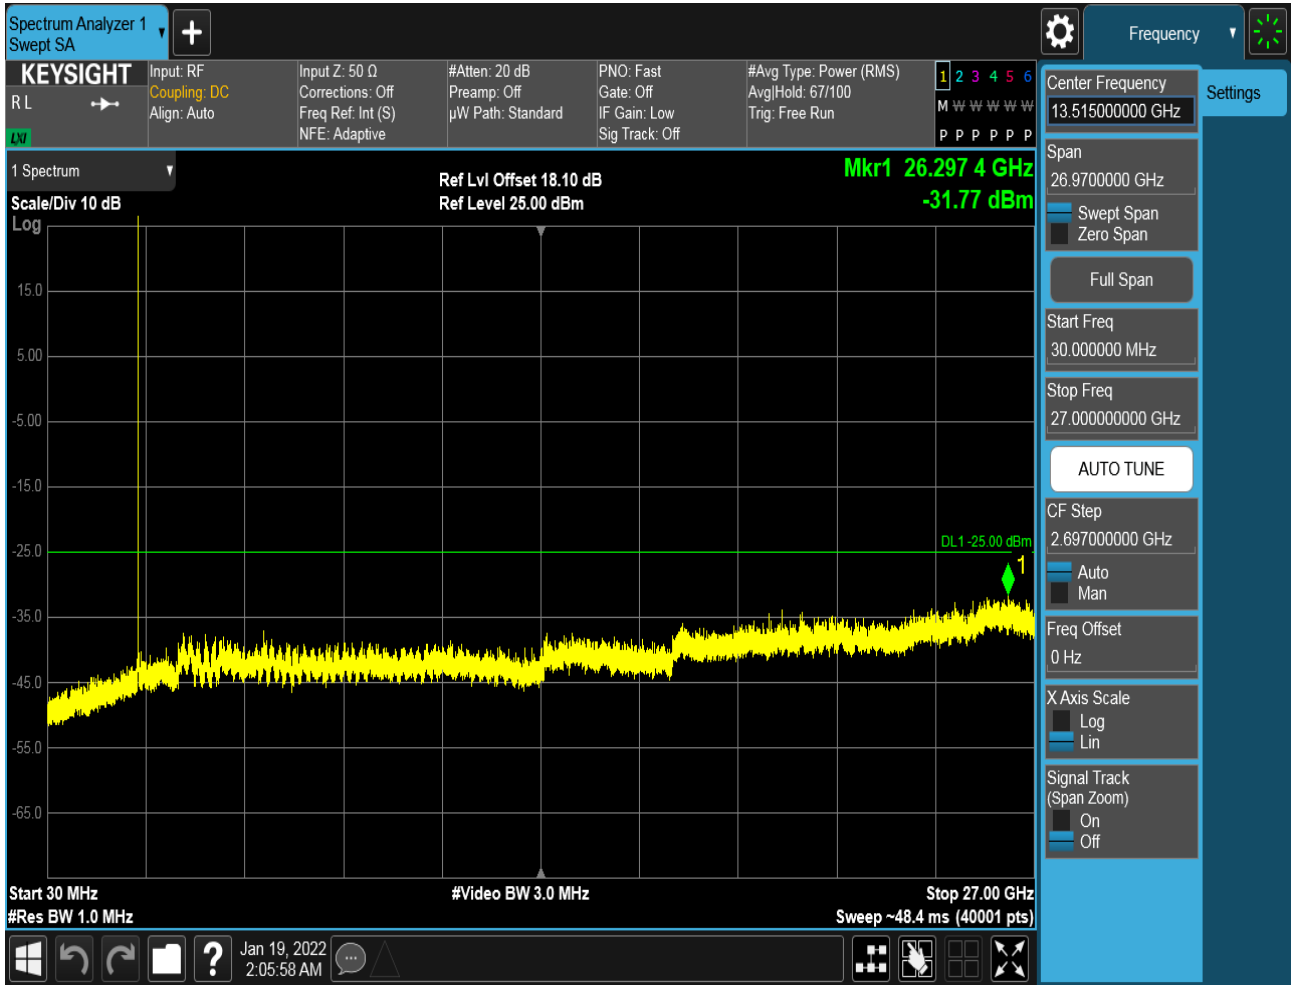 Spectrum Analyzer 1
Swept SA
Frequency
KEYSIGHT
R L
LXI
Input: RF
Coupling: DC
Align: Auto
Input Z: 50 Ω
Corrections: Off
Freq Ref: Int (S)
NFE: Adaptive
#Atten: 20 dB
Preamp: Off
µW Path: Standard
PNO: Fast
Gate: Off
IF Gain: Low
Sig Track: Off
#Avg Type: Power (RMS)
Avg|Hold: 67/100
Trig: Free Run
1 2 3 4 5 6
M W W W W W
P P P P P P
1 Spectrum
Scale/Div 10 dB
Log
Ref Lvl Offset 18.10 dB
Ref Level 25.00 dBm
Mkr1 26.297 4 GHz
-31.77 dBm
15.0
5.00
-5.00
-15.0
-25.0
-35.0
-45.0
-55.0
-65.0
DL1 -25.00 dBm
1
Start 30 MHz
#Res BW 1.0 MHz
#Video BW 3.0 MHz
Stop 27.00 GHz
Sweep ~48.4 ms (40001 pts)
Center Frequency
13.515000000 GHz
Settings
Span
26.9700000 GHz
Swept Span
Zero Span
Full Span
Start Freq
30.000000 MHz
Stop Freq
27.000000000 GHz
AUTO TUNE
CF Step
2.697000000 GHz
Auto
Man
Freq Offset
0 Hz
X Axis Scale
Log
Lin
Signal Track
(Span Zoom)
On
Off
?
Jan 19, 2022
2:05:58 AM